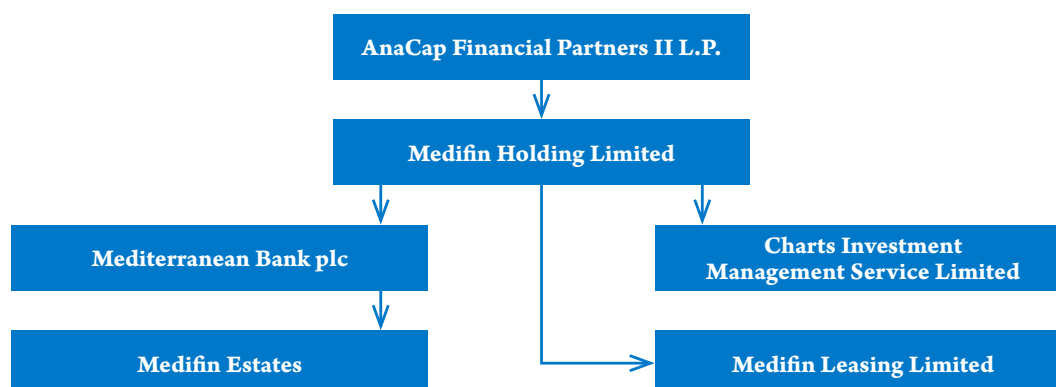 AnaCap Financial Partners II L.P.
Medifin Holding Limited
Mediterranean Bank plc
Charts Investment
Management Service Limited
Medifin Estates
Medifin Leasing Limited